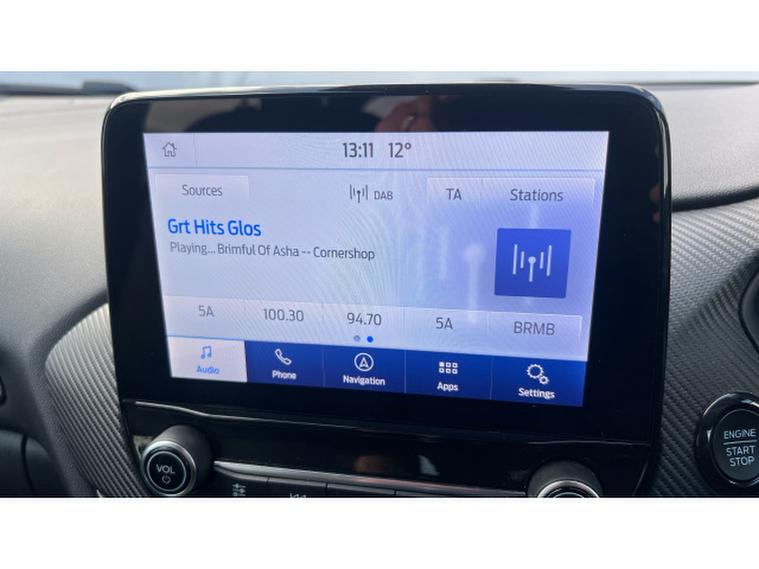 13:11 12°
Sources DAB TA Stations
Grt Hits Glos
Playing... Brimful Of Asha -- Cornershop
5A 100.30 94.70 5A BRMB
Audio Phone Navigation Apps Settings
VOL
ENGINE
START
STOP